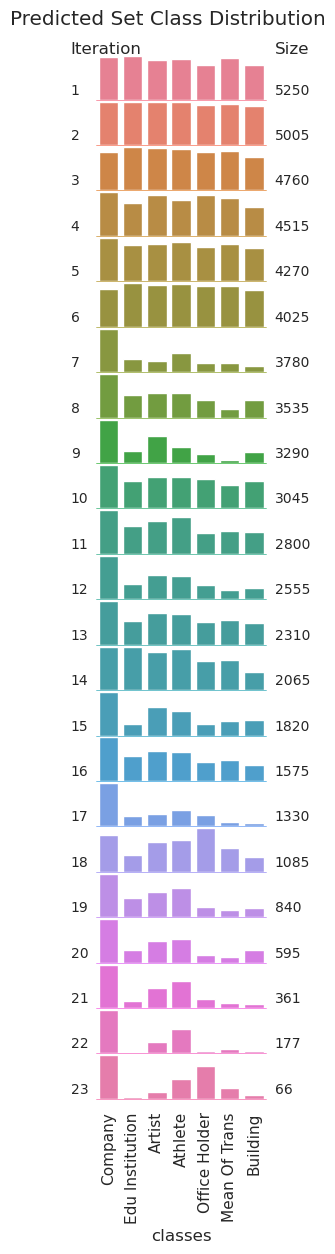 Predicted Set Class Distribution
Iteration Size
1 5250
2 5005
3 4760
4 4515
5 4270
6 4025
7 3780
8 3535
9 3290
10 3045
11 2800
12 2555
13 2310
14 2065
15 1820
16 1575
17 1330
18 1085
19 840
20 595
21 361
22 177
23 66
Company
Edu Institution
Artist
Athlete
Office Holder
Mean Of Trans
Building
classes